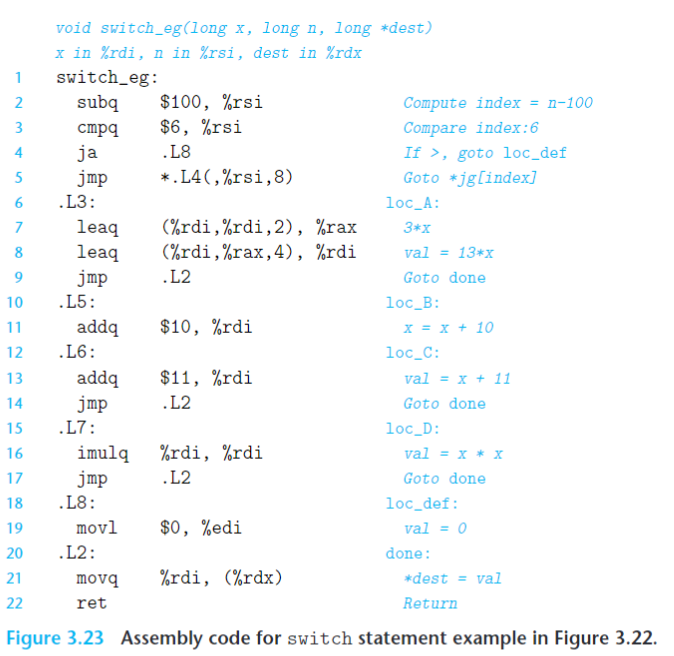 void switch_eg(long x, long n, long *dest)
x in %rdi, n in %rsi, dest in %rdx
1 switch_eg:
2 subq $100, %rsi Compute index = n-100
3 cmpq $6, %rsi Compare index:6
4 ja .L8 If >, goto loc_def
5 jmp *.L4(,%rsi,8) Goto *jg[index]
6 .L3: loc_A:
7 leaq (%rdi,%rdi,2), %rax 3*x
8 leaq (%rdi,%rax,4), %rdi val = 13*x
9 jmp .L2 Goto done
10 .L5: loc_B:
11 addq $10, %rdi x = x + 10
12 .L6: loc_C:
13 addq $11, %rdi val = x + 11
14 jmp .L2 Goto done
15 .L7: loc_D:
16 imulq %rdi, %rdi val = x * x
17 jmp .L2 Goto done
18 .L8: loc_def:
19 movl $0, %edi val = 0
20 .L2: done:
21 movq %rdi, (%rdx) *dest = val
22 ret Return
Figure 3.23 Assembly code for switch statement example in Figure 3.22.